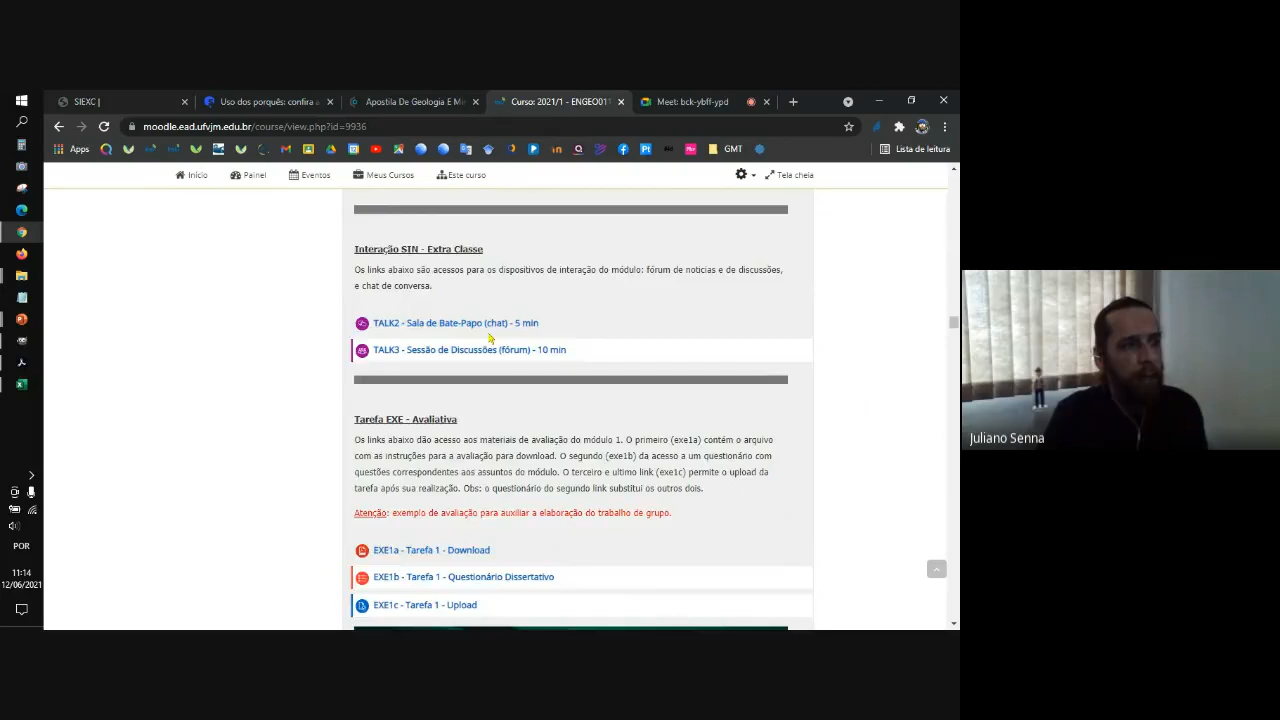 SIEXC |
Uso dos porquês: confira a
Apostila De Geologia E Mi
Curso: 2021/1 - ENGEO011
Meet: bck-ybff-ypd
moodle.ead.ufvjm.edu.br/course/view.php?id=9936
Apps
GMT
Lista de leitura
Início
Painel
Eventos
Meus Cursos
Este curso
Tela cheia
Interação SIN - Extra Classe
Os links abaixo são acessos para os dispositivos de interação do módulo: fórum de notícias e de discussões,
e chat de conversa.
TALK2 - Sala de Bate-Papo (chat) - 5 min
TALK3 - Sessão de Discussões (fórum) - 10 min
Tarefa EXE - Avaliativa
Os links abaixo dão acesso aos materiais de avaliação do módulo 1. O primeiro (exe1a) contém o arquivo
com as instruções para a avaliação para download. O segundo (exe1b) da acesso a um questionário com
questões correspondentes aos assuntos do módulo. O terceiro e ultimo link (exe1c) permite o upload da
tarefa após sua realização. Obs: o questionário do segundo link substitui os outros dois.
Atenção: exemplo de avaliação para auxiliar a elaboração do trabalho de grupo.
EXE1a - Tarefa 1 - Download
EXE1b - Tarefa 1 - Questionário Dissertativo
EXE1c - Tarefa 1 - Upload
POR
11:14
12/06/2021
Juliano Senna